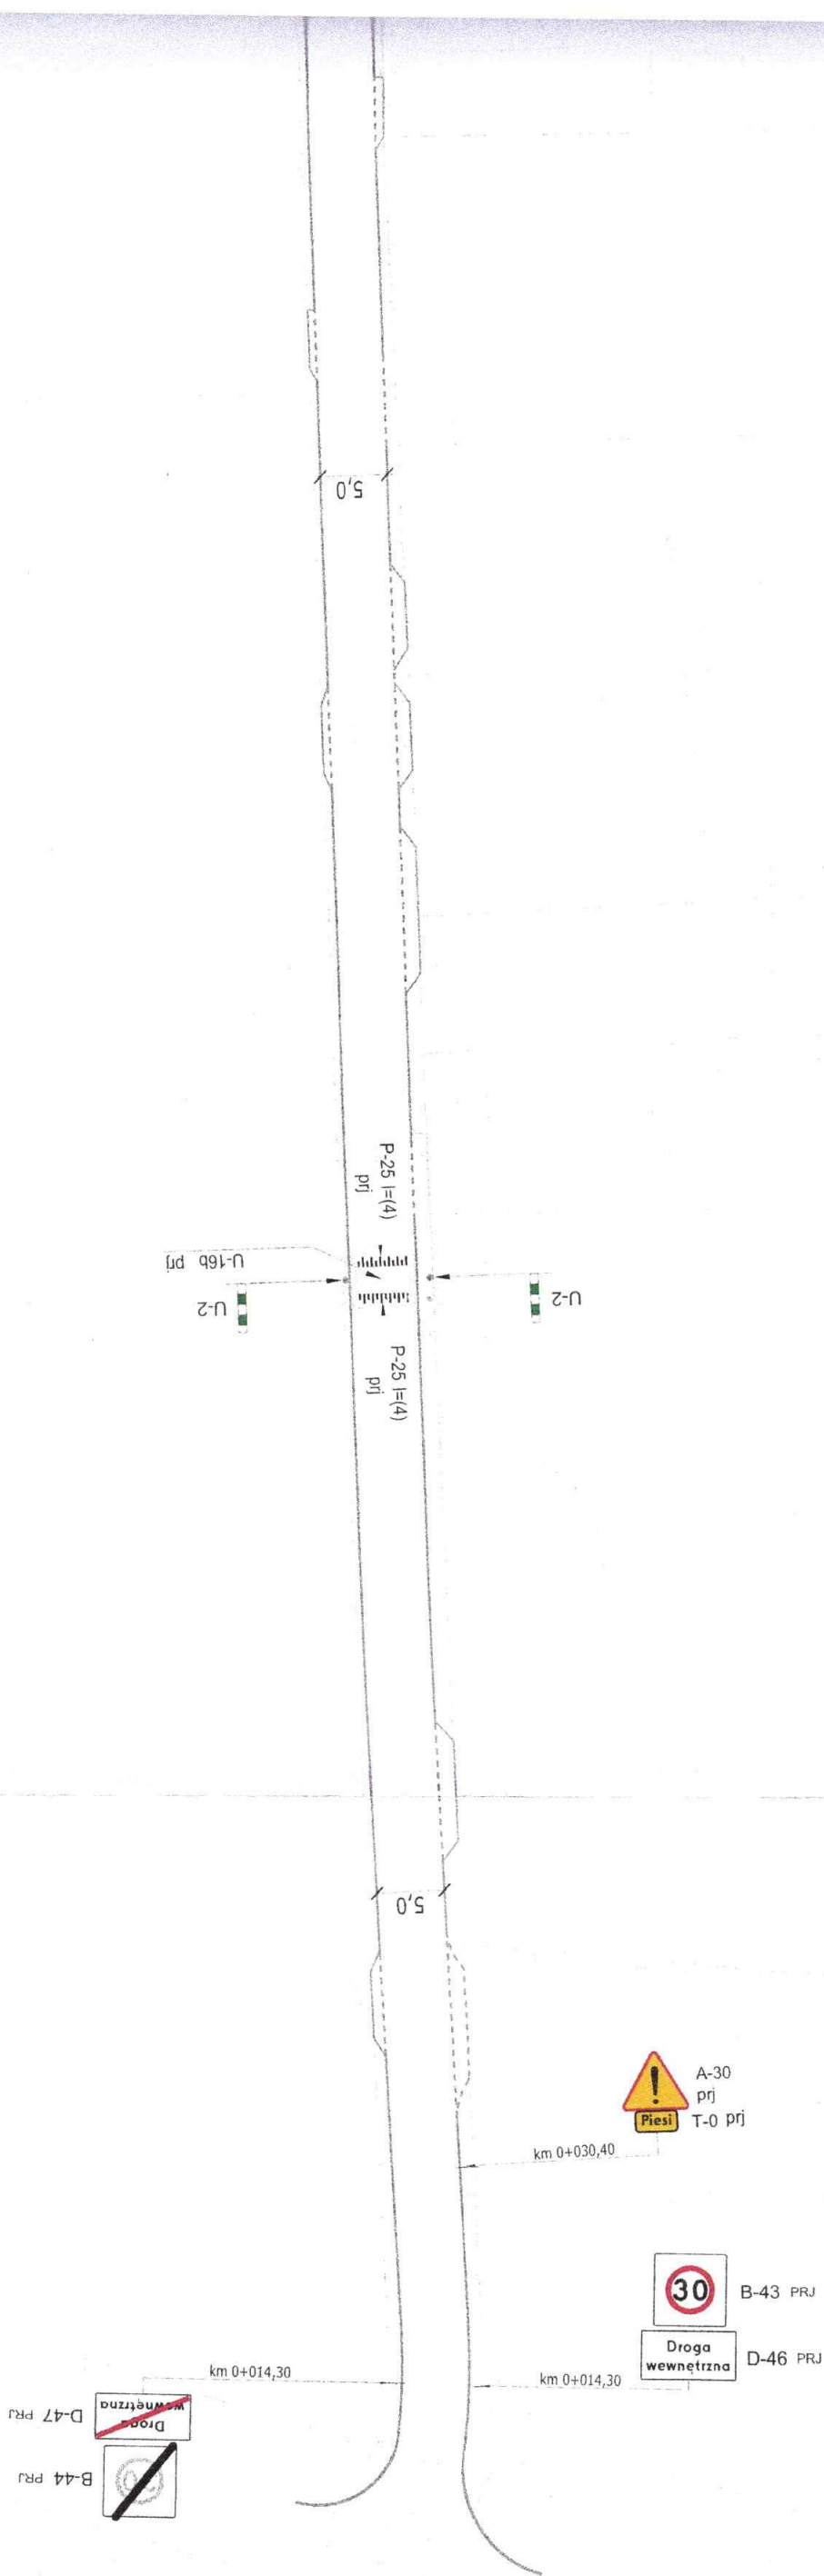 5,0
P-25 l=(4)
prj
U-16b prj
U-2
U-2
P-25 l=(4)
prj
5,0
A-30
prj
Piesi
T-0 prj
km 0+030,40
30
B-43 PRJ
Droga
wewnętrzna
D-46 PRJ
km 0+014,30
km 0+014,30
D-47 PRJ
Droga
wewnętrzna
B-44 PRJ
30